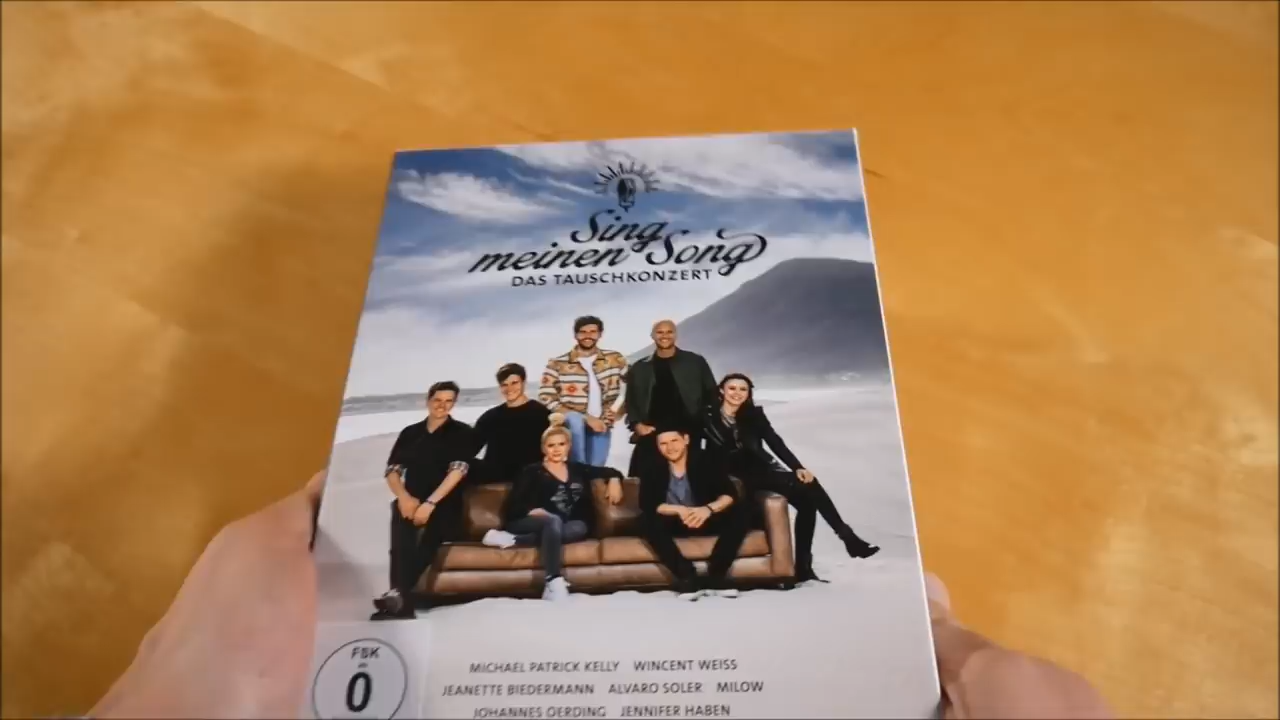 Sing
meinen Song
DAS TAUSCHKONZERT
MICHAEL PATRICK KELLY WINCENT WEISS
JEANETTE BIEDERMANN ALVARO SOLER MILOW
JOHANNES OERDING JENNIFER HABEN
FSK
ab
0